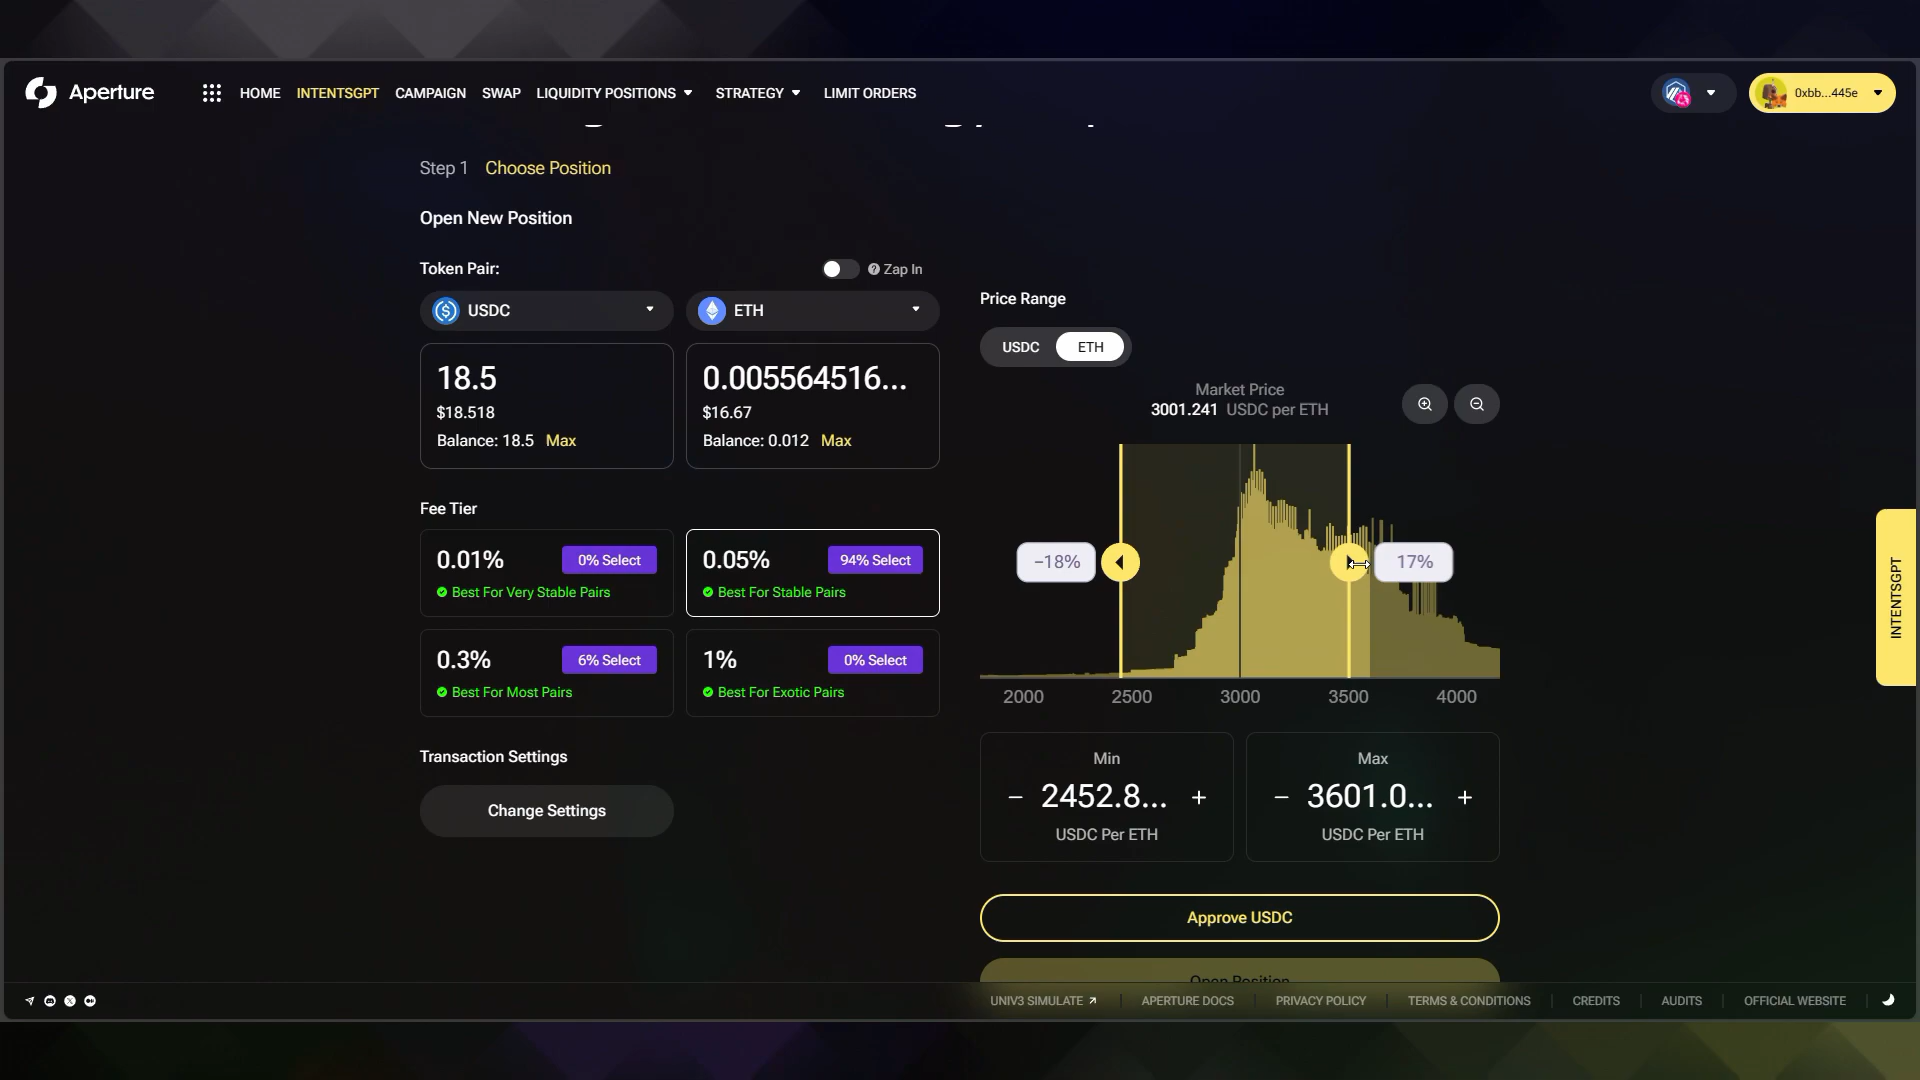 Aperture
HOME
INTENTSGPT
CAMPAIGN
SWAP
LIQUIDITY POSITIONS
STRATEGY
LIMIT ORDERS
0xbb...445e
Step 1 Choose Position
Open New Position
Token Pair:
Zap In
USDC
ETH
18.5
$18.518
Balance: 18.5 Max
0.005564516...
$16.67
Balance: 0.012 Max
Fee Tier
0.01%
0% Select
Best For Very Stable Pairs
0.05%
94% Select
Best For Stable Pairs
0.3%
6% Select
Best For Most Pairs
1%
0% Select
Best For Exotic Pairs
Transaction Settings
Change Settings
Price Range
USDC
ETH
Market Price
3001.241 USDC per ETH
−18%
17%
2000
2500
3000
3500
4000
Min
− 2452.8... +
USDC Per ETH
Max
− 3601.0... +
USDC Per ETH
Approve USDC
Open Position
INTENTSGPT
UNIV3 SIMULATE
APERTURE DOCS
PRIVACY POLICY
TERMS & CONDITIONS
CREDITS
AUDITS
OFFICIAL WEBSITE